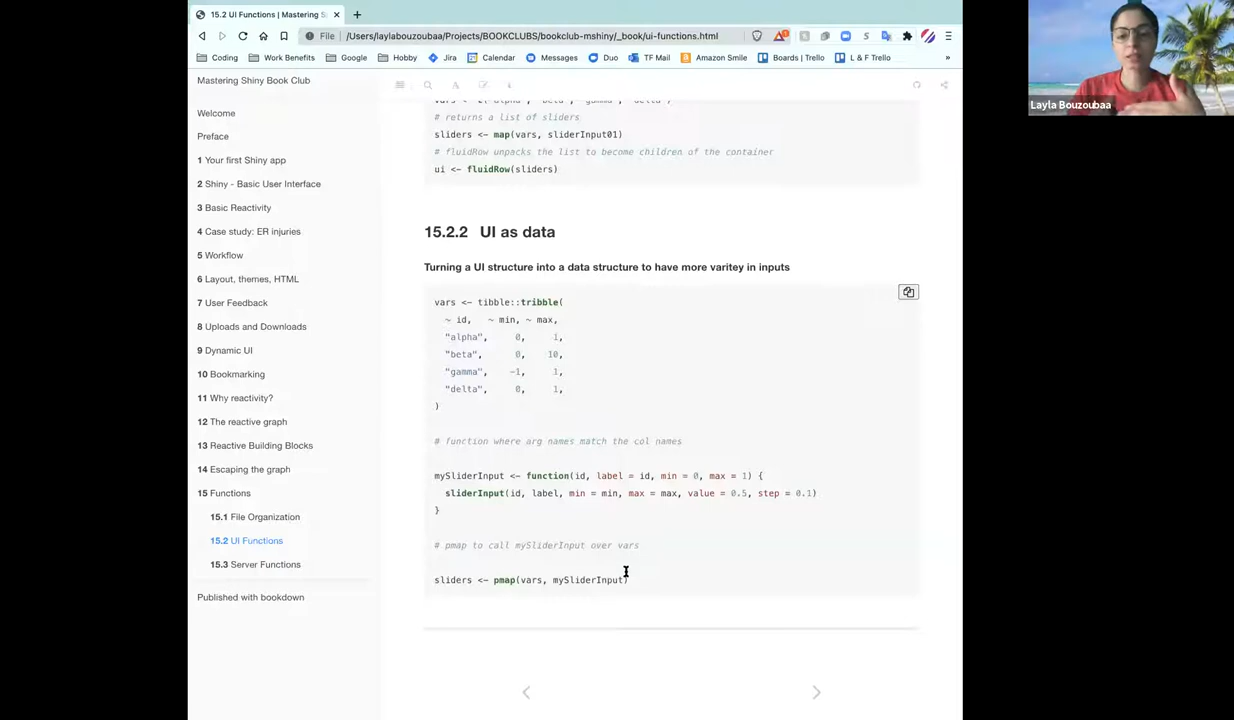 15.2 UI Functions | Mastering S
File
/Users/laylabouzoubaa/Projects/BOOKCLUBS/bookclub-mshiny/_book/ui-functions.html
Coding
Work Benefits
Google
Hobby
Jira
Calendar
Messages
Duo
TF Mail
Amazon Smile
Boards | Trello
L & F Trello
»
Layla Bouzoubaa
Mastering Shiny Book Club
Welcome
Preface
1 Your first Shiny app
2 Shiny - Basic User Interface
3 Basic Reactivity
4 Case study: ER injuries
5 Workflow
6 Layout, themes, HTML
7 User Feedback
8 Uploads and Downloads
9 Dynamic UI
10 Bookmarking
11 Why reactivity?
12 The reactive graph
13 Reactive Building Blocks
14 Escaping the graph
15 Functions
15.1 File Organization
15.2 UI Functions
15.3 Server Functions
Published with bookdown
# returns a list of sliders
sliders <- map(vars, sliderInput01)
# fluidRow unpacks the list to become children of the container
ui <- fluidRow(sliders)
15.2.2 UI as data
Turning a UI structure into a data structure to have more varitey in inputs
vars <- tibble::tribble(
~ id, ~ min, ~ max,
"alpha", 0, 1,
"beta", 0, 10,
"gamma", -1, 1,
"delta", 0, 1,
)
# function where arg names match the col names
mySliderInput <- function(id, label = id, min = 0, max = 1) {
sliderInput(id, label, min = min, max = max, value = 0.5, step = 0.1)
}
# pmap to call mySliderInput over vars
sliders <- pmap(vars, mySliderInput)